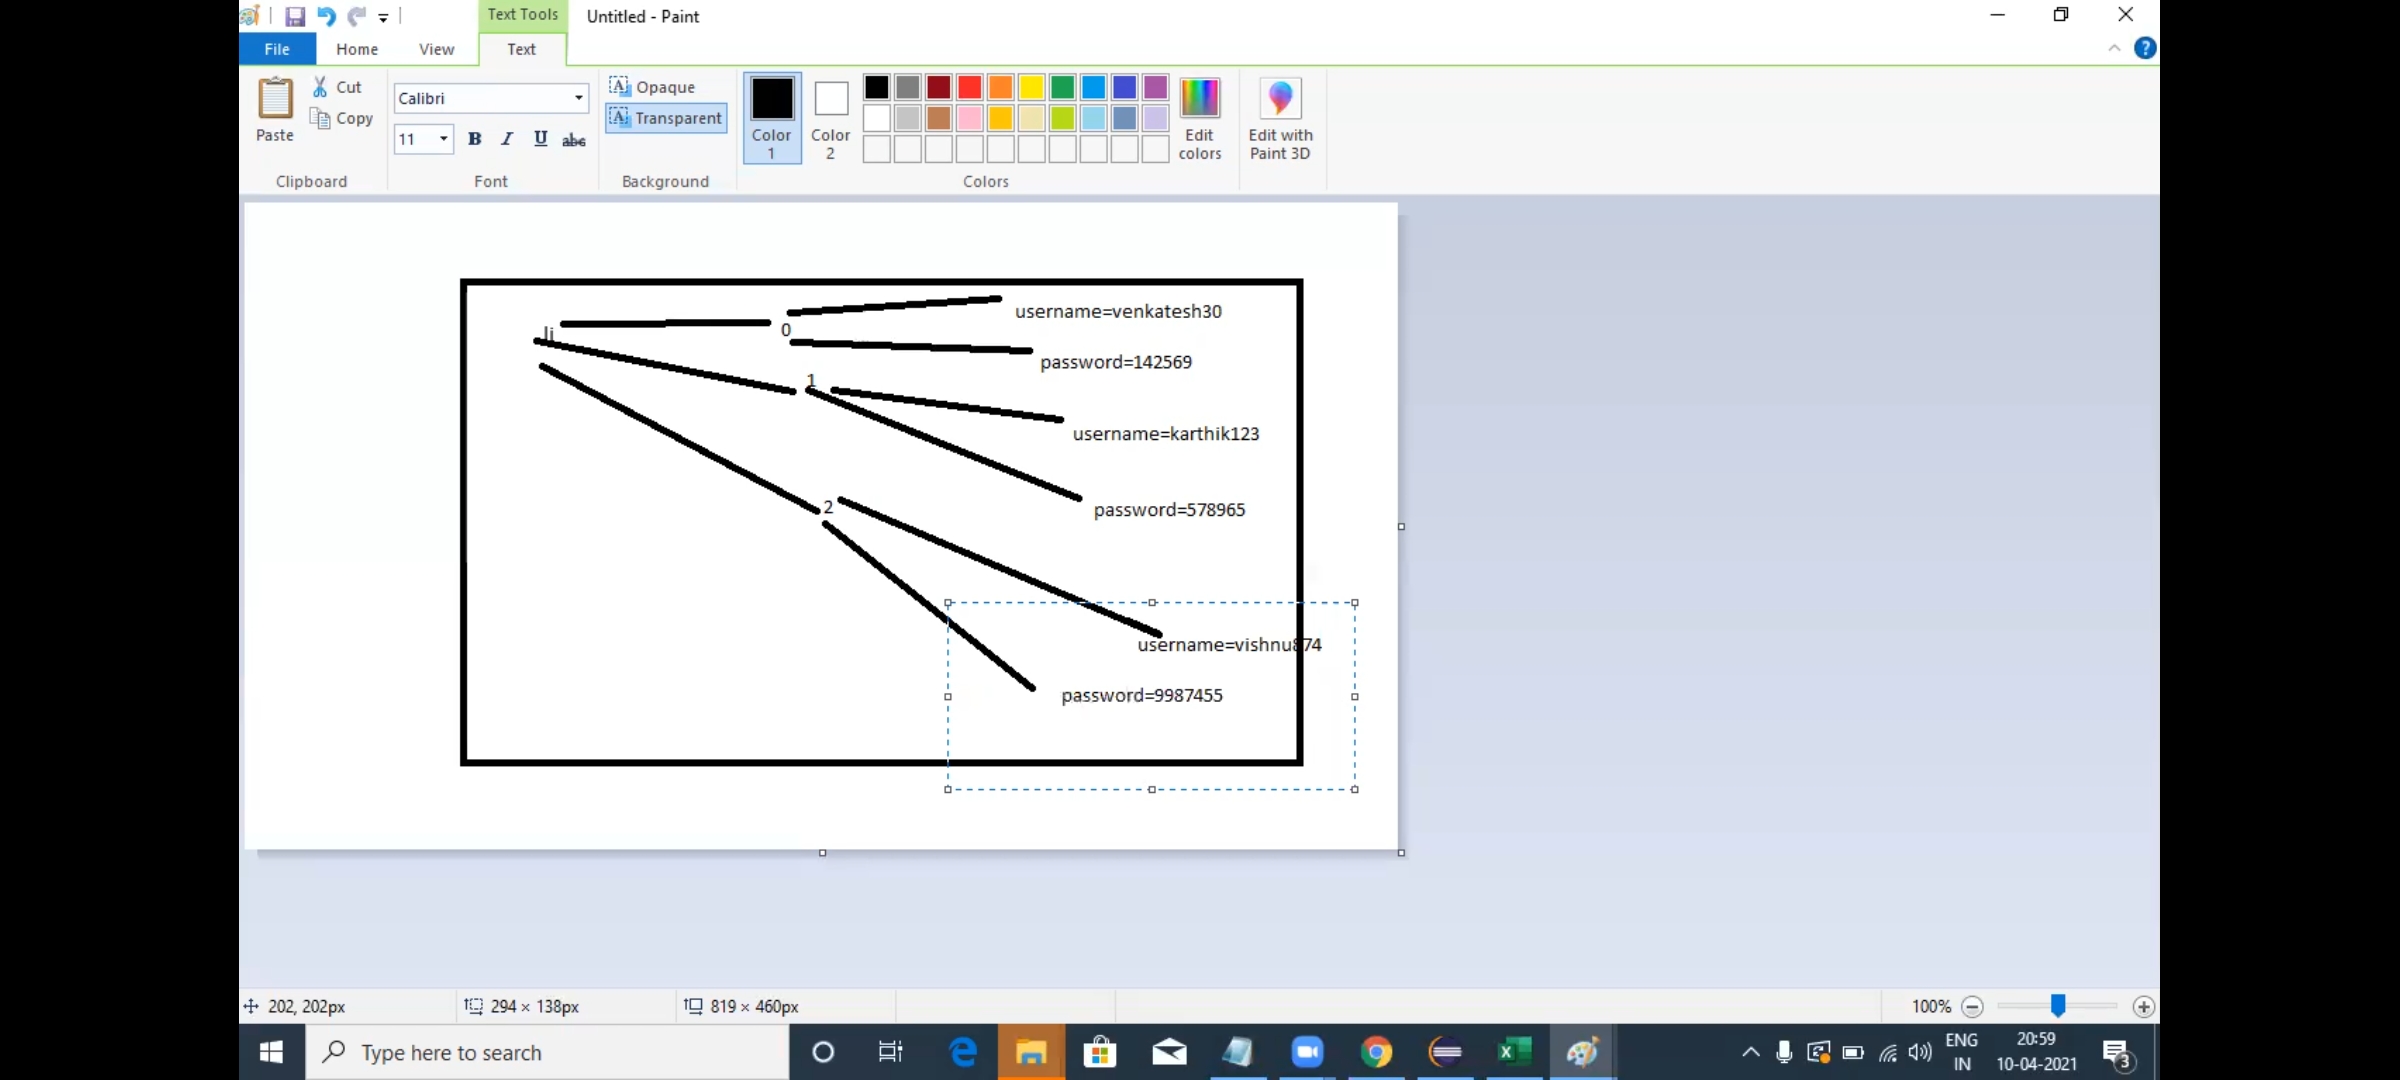 Text Tools
Untitled - Paint
File
Home
View
Text
Paste
Cut
Copy
Clipboard
Calibri
11
B I U abc
Font
Opaque
Transparent
Background
Color 1
Color 2
Edit colors
Edit with Paint 3D
Colors
li
0
username=venkatesh30
password=142569
1
username=karthik123
password=578965
2
username=vishnu874
password=9987455
202, 202px
294 × 138px
819 × 460px
100%
Type here to search
ENG
IN
20:59
10-04-2021
3